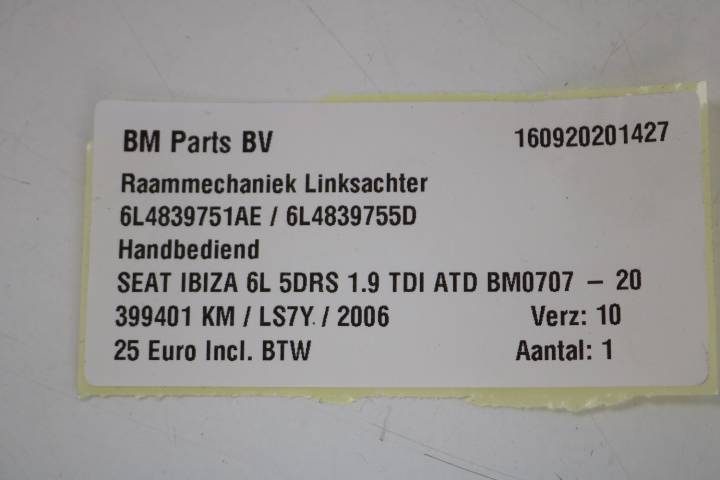 BM Parts BV 160920201427
Raammechaniek Linksachter
6L4839751AE / 6L4839755D
Handbediend
SEAT IBIZA 6L 5DRS 1.9 TDI ATD BM0707 – 20
399401 KM / LS7Y / 2006 Verz: 10
25 Euro Incl. BTW Aantal: 1